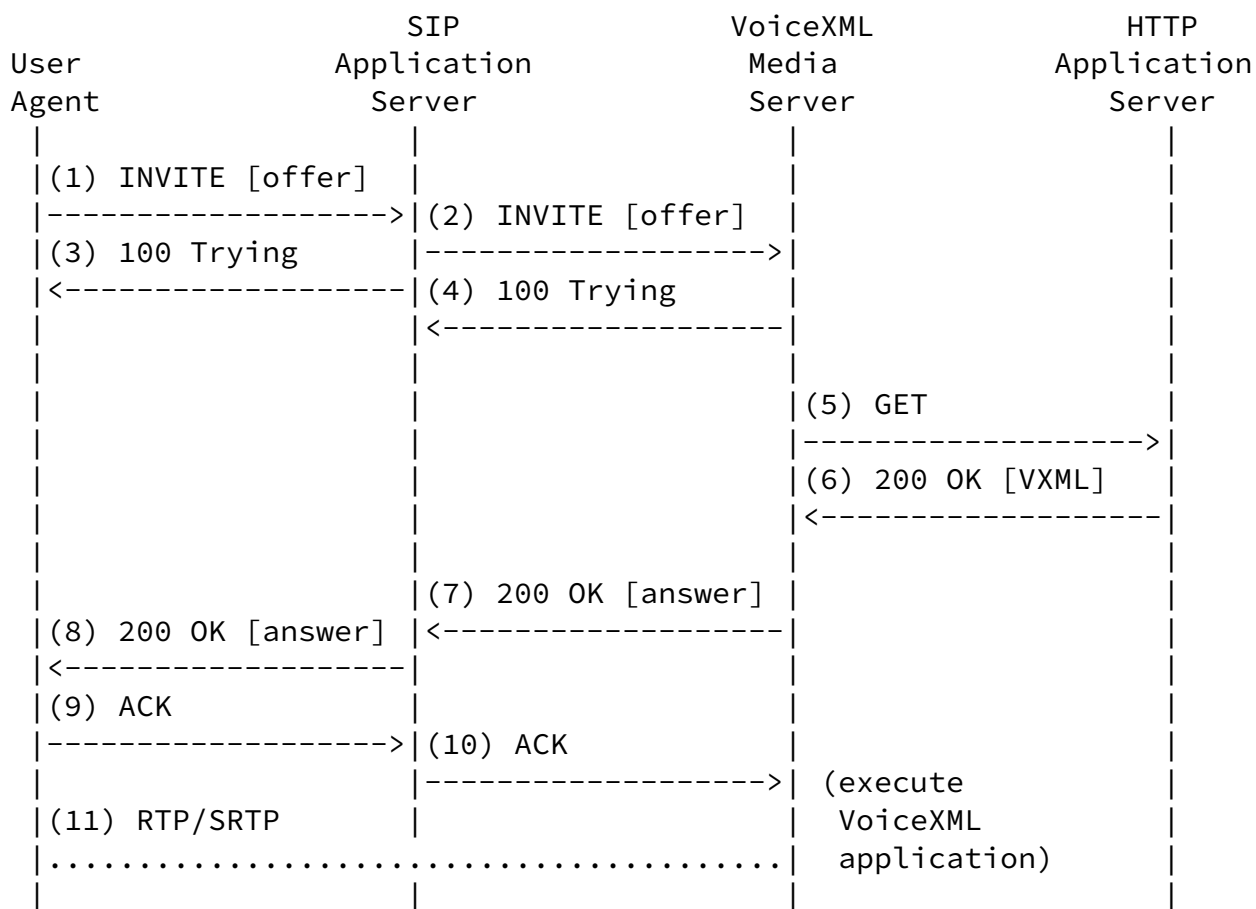 SIP VoiceXML HTTP
User Application Media Application
Agent Server Server Server
(1) INVITE [offer]
(2) INVITE [offer]
(3) 100 Trying
(4) 100 Trying
(5) GET
(6) 200 OK [VXML]
(7) 200 OK [answer]
(8) 200 OK [answer]
(9) ACK
(10) ACK
(execute
(11) RTP/SRTP VoiceXML
application)